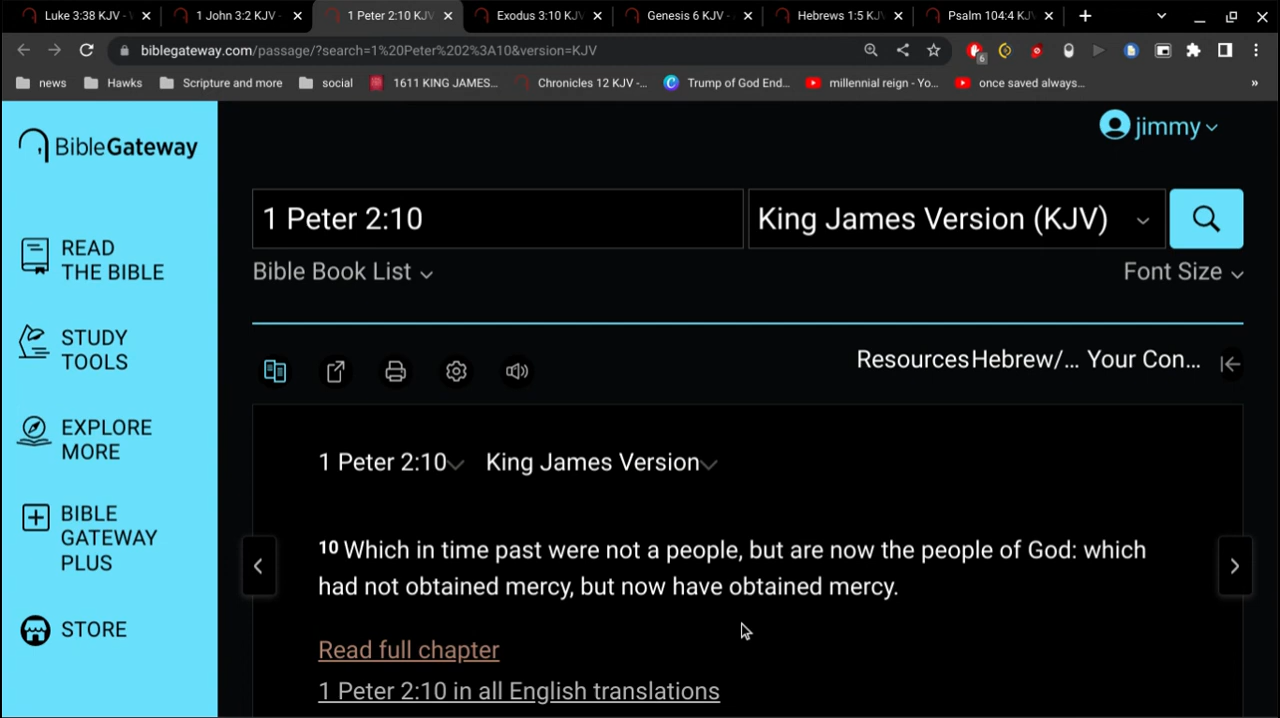 Luke 3:38 KJV -
1 John 3:2 KJV -
1 Peter 2:10 KJV
Exodus 3:10 KJV
Genesis 6 KJV -
Hebrews 1:5 KJV
Psalm 104:4 KJ
biblegateway.com/passage/?search=1%20Peter%202%3A10&version=KJV
6
news
Hawks
Scripture and more
social
1611 KING JAMES...
Chronicles 12 KJV -...
Trump of God End...
millennial reign - Yo...
once saved always...
»
BibleGateway
jimmy
1 Peter 2:10
King James Version (KJV)
Bible Book List
Font Size
READ
THE BIBLE
STUDY
TOOLS
EXPLORE
MORE
BIBLE
GATEWAY
PLUS
STORE
Resources Hebrew/... Your Con...
1 Peter 2:10 King James Version
10 Which in time past were not a people, but are now the people of God: which
had not obtained mercy, but now have obtained mercy.
Read full chapter
1 Peter 2:10 in all English translations